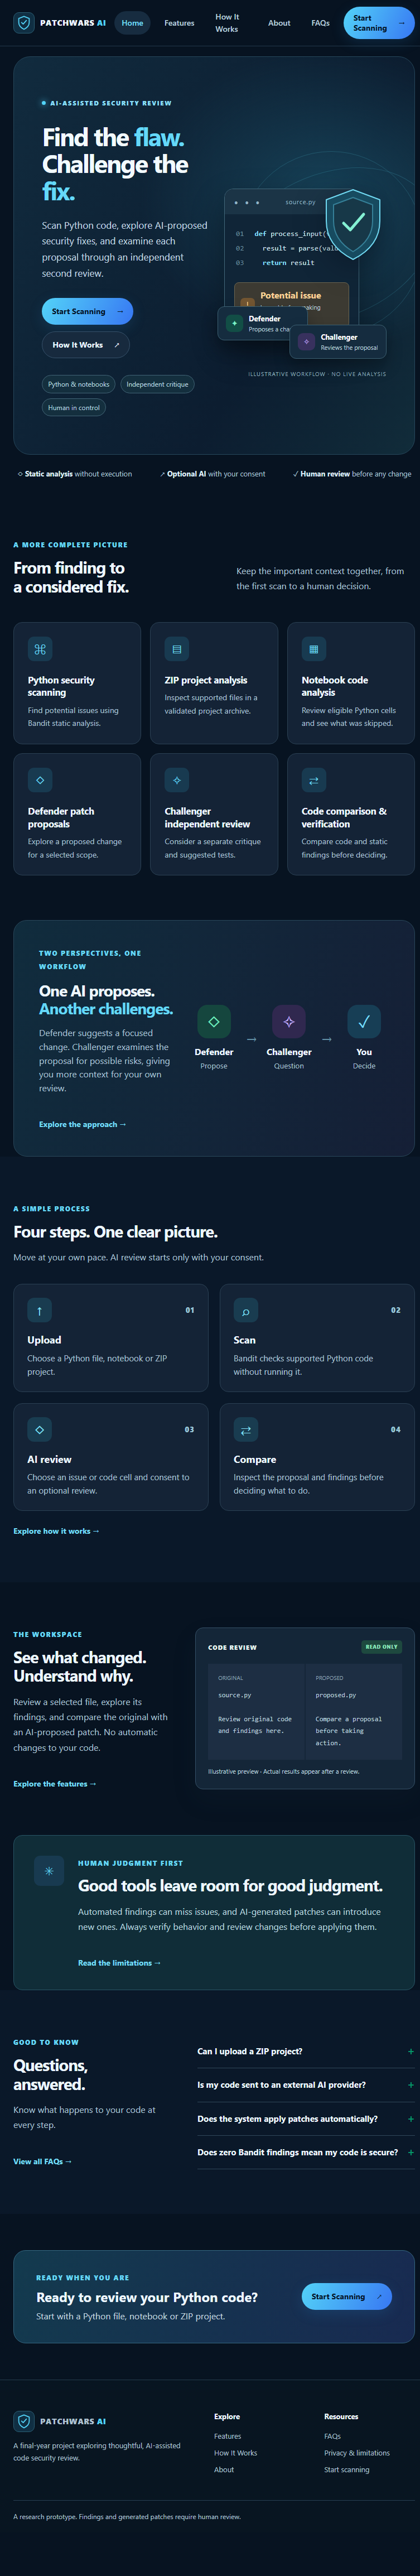 PATCHWARS AI
Home
Features
How It
Works
About
FAQs
Start
Scanning →
AI-ASSISTED SECURITY REVIEW
Find the flaw.
Challenge the
fix.
Scan Python code, explore AI-proposed
security fixes, and examine each
proposal through an independent
second review.
Start Scanning →
How It Works ↗
Python & notebooks
Independent critique
Human in control
source.py
01 def process_input(
02 result = parse(val
03 return result
! Potential issue
Defender
Proposes a cha
Challenger
Reviews the proposal
ILLUSTRATIVE WORKFLOW · NO LIVE ANALYSIS
Static analysis without execution
↗ Optional AI with your consent
✓ Human review before any change
A MORE COMPLETE PICTURE
From finding to
a considered fix.
Keep the important context together, from
the first scan to a human decision.
Python security
scanning
Find potential issues using
Bandit static analysis.
ZIP project analysis
Inspect supported files in a
validated project archive.
Notebook code
analysis
Review eligible Python cells
and see what was skipped.
Defender patch
proposals
Explore a proposed change
for a selected scope.
Challenger
independent review
Consider a separate critique
and suggested tests.
Code comparison &
verification
Compare code and static
findings before deciding.
TWO PERSPECTIVES, ONE
WORKFLOW
One AI proposes.
Another challenges.
Defender suggests a focused
change. Challenger examines the
proposal for possible risks, giving
you more context for your own
review.
Explore the approach →
Defender
Propose
→
Challenger
Question
→
You
Decide
A SIMPLE PROCESS
Four steps. One clear picture.
Move at your own pace. AI review starts only with your consent.
01
Upload
Choose a Python file, notebook or ZIP
project.
02
Scan
Bandit checks supported Python code
without running it.
03
AI review
Choose an issue or code cell and consent to
an optional review.
04
Compare
Inspect the proposal and findings before
deciding what to do.
Explore how it works →
THE WORKSPACE
See what changed.
Understand why.
Review a selected file, explore its
findings, and compare the original with
an AI-proposed patch. No automatic
changes to your code.
Explore the features →
CODE REVIEW
READ ONLY
ORIGINAL
source.py
Review original code
and findings here.
PROPOSED
proposed.py
Compare a proposal
before taking
action.
Illustrative preview · Actual results appear after a review.
HUMAN JUDGMENT FIRST
Good tools leave room for good judgment.
Automated findings can miss issues, and AI-generated patches can introduce
new ones. Always verify behavior and review changes before applying them.
Read the limitations →
GOOD TO KNOW
Questions,
answered.
Know what happens to your code at
every step.
View all FAQs →
Can I upload a ZIP project? +
Is my code sent to an external AI provider? +
Does the system apply patches automatically? +
Does zero Bandit findings mean my code is secure? +
READY WHEN YOU ARE
Ready to review your Python code?
Start with a Python file, notebook or ZIP project.
Start Scanning ↗
PATCHWARS AI
A final-year project exploring thoughtful, AI-assisted
code security review.
Explore
Features
How It Works
About
Resources
FAQs
Privacy & limitations
Start scanning
A research prototype. Findings and generated patches require human review.